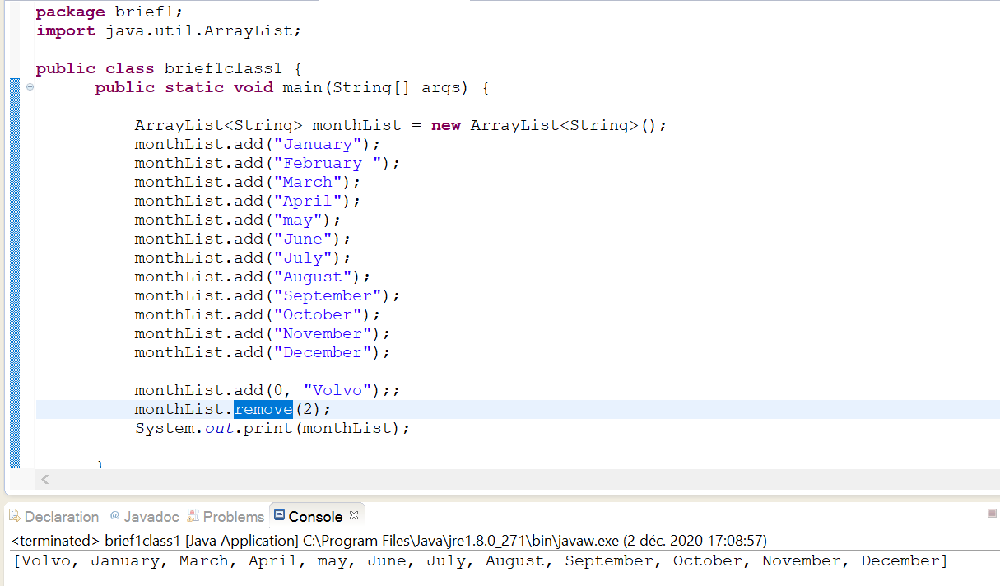 package brief1;
import java.util.ArrayList;
public class brief1class1 {
public static void main(String[] args) {
ArrayList<String> monthList = new ArrayList<String>();
monthList.add("January");
monthList.add("February ");
monthList.add("March");
monthList.add("April");
monthList.add("may");
monthList.add("June");
monthList.add("July");
monthList.add("August");
monthList.add("September");
monthList.add("October");
monthList.add("November");
monthList.add("December");
monthList.add(0, "Volvo");;
monthList.remove(2);
System.out.print(monthList);
}
Declaration @ Javadoc Problems Console
<terminated> brief1class1 [Java Application] C:\Program Files\Java\jre1.8.0_271\bin\javaw.exe (2 déc. 2020 17:08:57)
[Volvo, January, March, April, may, June, July, August, September, October, November, December]